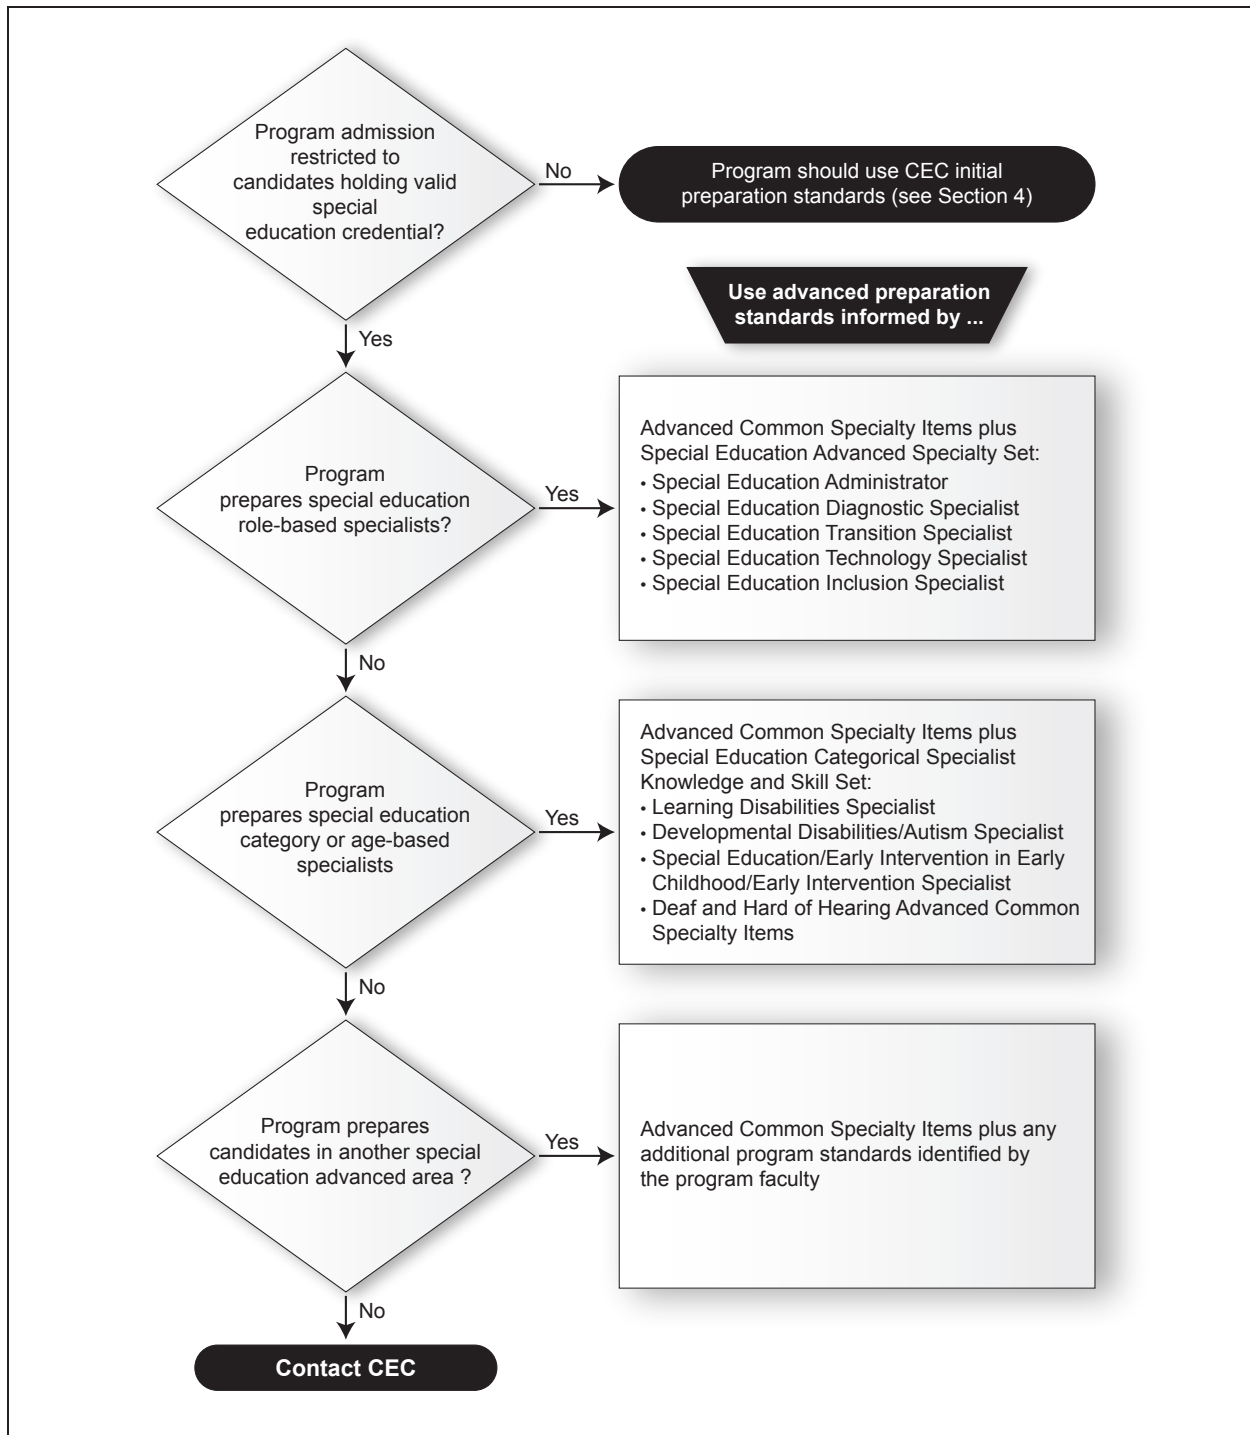 Program admission
restricted to
candidates holding valid
special
education credential?
No
Program should use CEC initial
preparation standards (see Section 4)
Use advanced preparation
standards informed by ...
Yes
Program
prepares special education
role-based specialists?
Yes
Advanced Common Specialty Items plus
Special Education Advanced Specialty Set:
• Special Education Administrator
• Special Education Diagnostic Specialist
• Special Education Transition Specialist
• Special Education Technology Specialist
• Special Education Inclusion Specialist
No
Program
prepares special education
category or age-based
specialists
Yes
Advanced Common Specialty Items plus
Special Education Categorical Specialist
Knowledge and Skill Set:
• Learning Disabilities Specialist
• Developmental Disabilities/Autism Specialist
• Special Education/Early Intervention in Early
Childhood/Early Intervention Specialist
• Deaf and Hard of Hearing Advanced Common
Specialty Items
No
Program prepares
candidates in another special
education advanced area ?
Yes
Advanced Common Specialty Items plus any
additional program standards identified by
the program faculty
No
Contact CEC